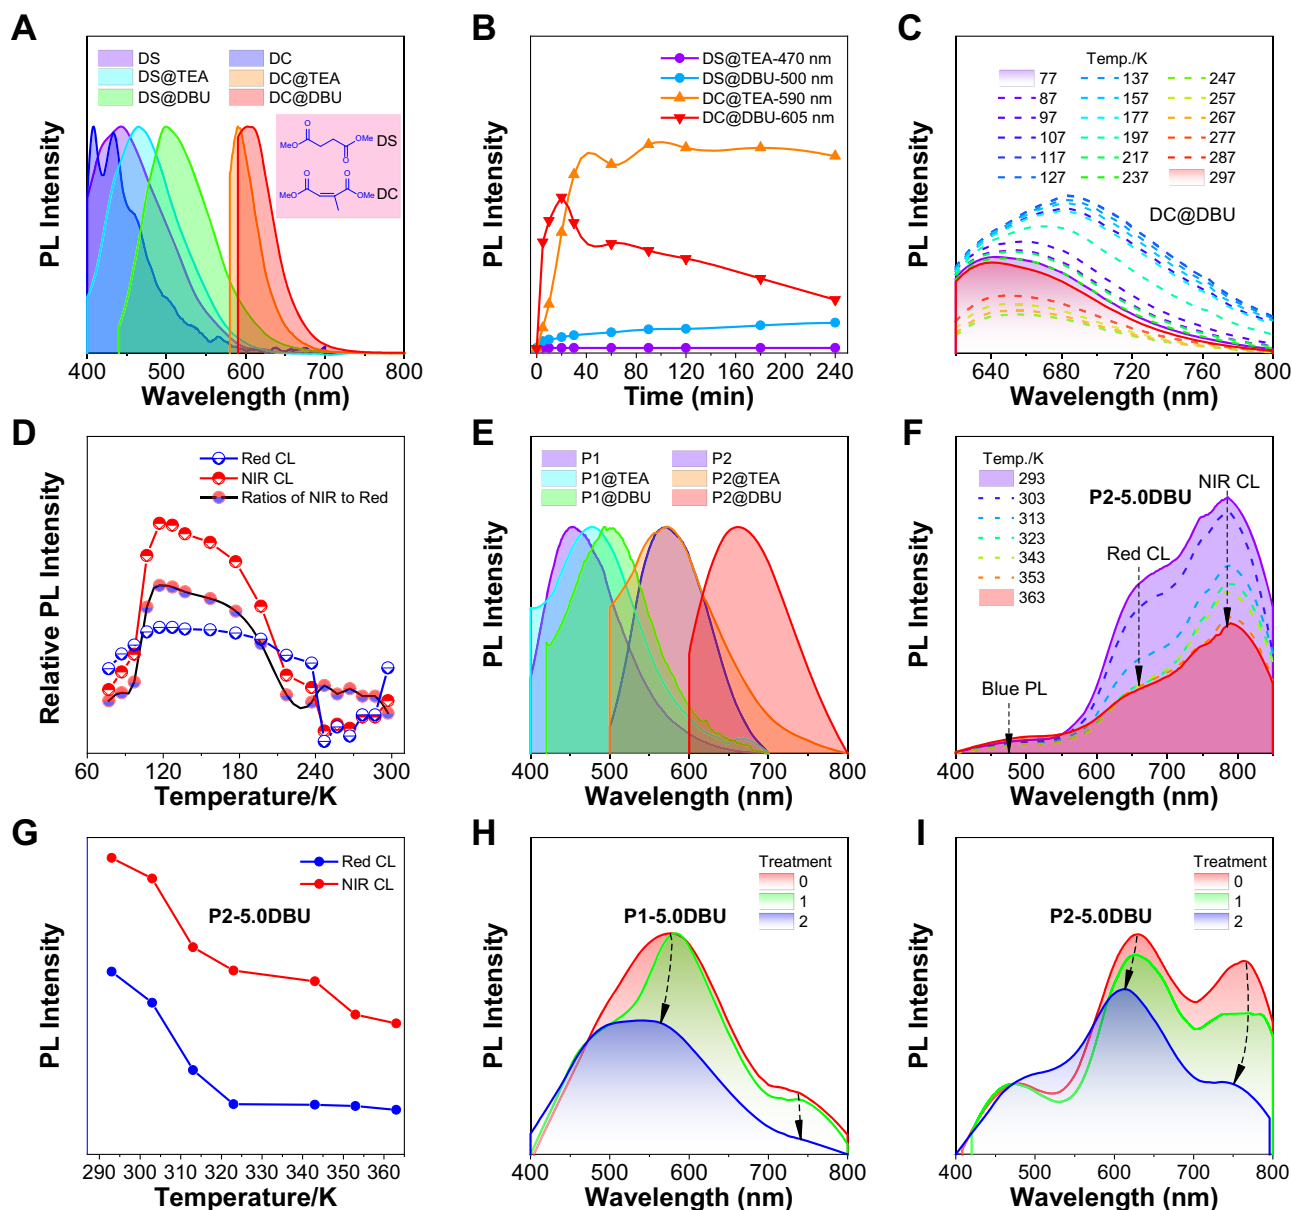 A
DS
DC
DS@TEA
DC@TEA
DS@DBU
DC@DBU
O
OMe
MeO
O
DS
O
O
MeO
OMe
DC
PL Intensity
400 500 600 700 800
Wavelength (nm)
B
DS@TEA-470 nm
DS@DBU-500 nm
DC@TEA-590 nm
DC@DBU-605 nm
PL Intensity
0 40 80 120 160 200 240
Time (min)
C
Temp./K
77 137 247
87 157 257
97 177 267
107 197 277
117 217 287
127 237 297
DC@DBU
PL Intensity
640 680 720 760 800
Wavelength (nm)
D
Red CL
NIR CL
Ratios of NIR to Red
Relative PL Intensity
60 120 180 240 300
Temperature/K
E
P1
P2
P1@TEA
P2@TEA
P1@DBU
P2@DBU
PL Intensity
400 500 600 700 800
Wavelength (nm)
F
Temp./K
293
303
313
323
343
353
363
NIR CL
P2-5.0DBU
Red CL
Blue PL
PL Intensity
400 500 600 700 800
Wavelength (nm)
G
Red CL
NIR CL
P2-5.0DBU
PL Intensity
290 300 310 320 330 340 350 360
Temperature/K
H
Treatment
0
1
2
P1-5.0DBU
PL Intensity
400 500 600 700 800
Wavelength (nm)
I
Treatment
0
1
2
P2-5.0DBU
PL Intensity
400 500 600 700 800
Wavelength (nm)